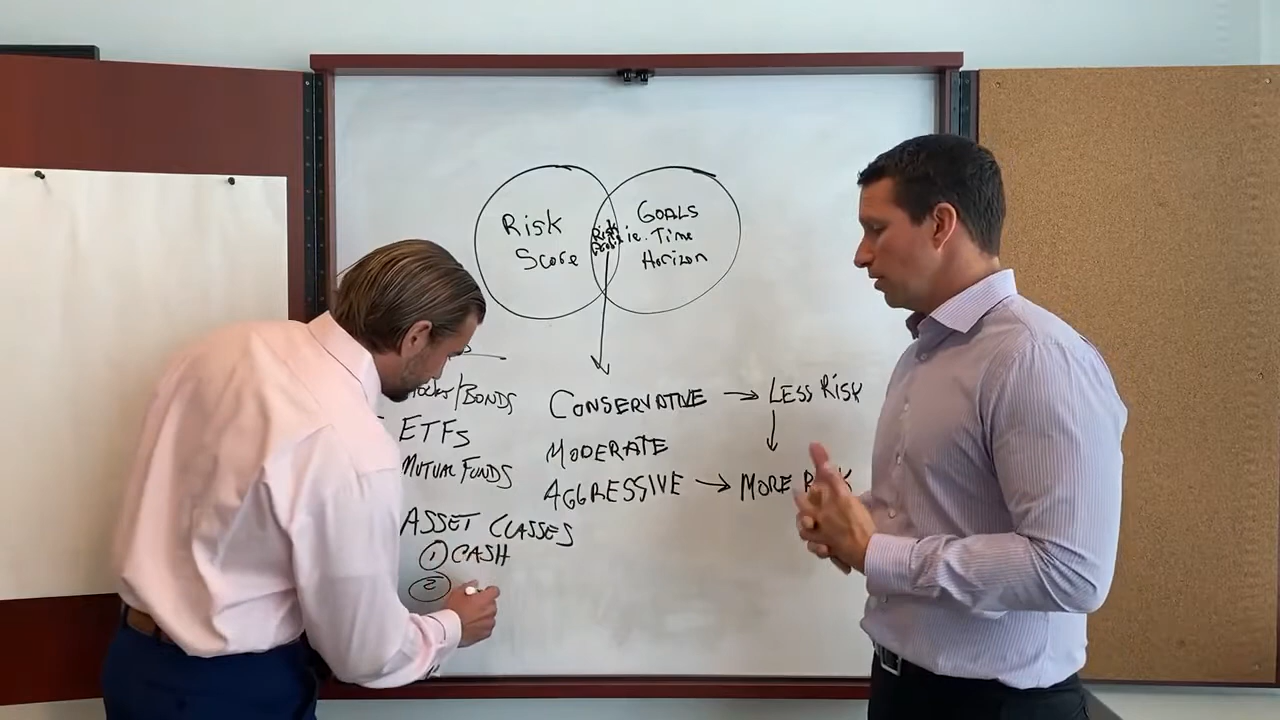 Risk
Score
GOALS
ie. Time
Horizon
Stocks/BONDS
ETFs
MUTUAL FUNDS
CONSERVATIVE → LESS RISK
MODERATE
AGGRESSIVE → MORE RISK
ASSET CLASSES
① CASH
②